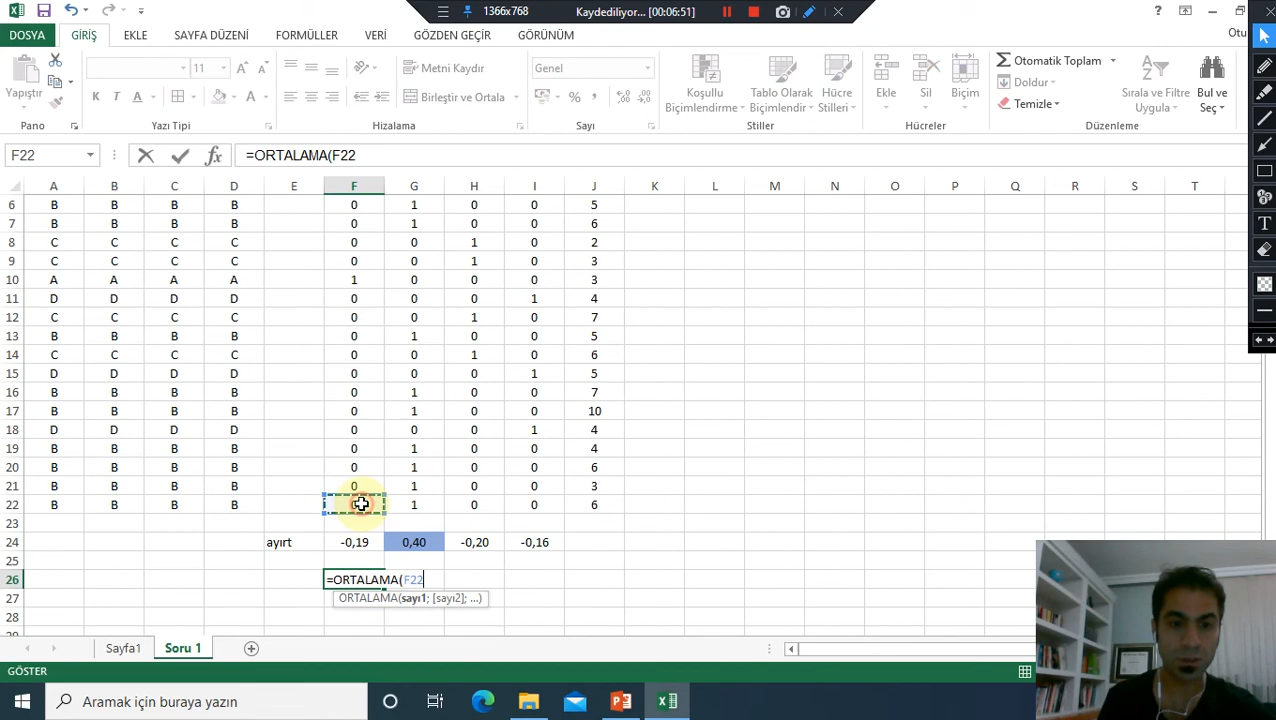 1366x768 Kaydediliyor... [00:06:51]
DOSYA GİRİŞ EKLE SAYFA DÜZENİ FORMÜLLER VERİ GÖZDEN GEÇİR GÖRÜNÜM Otu
11 Metni Kaydır Genel Otomatik Toplam
Yapıştır K T A Birleştir ve Ortala % Koşullu Biçimlendirme Tablo Olarak Biçimlendir Hücre Stilleri Ekle Sil Biçim Doldur Temizle Sırala ve Filtre Uygula Bul ve Seç
Pano Yazı Tipi Hizalama Sayı Stiller Hücreler Düzenleme
F22 fx =ORTALAMA(F22
A B C D E F G H I J K L M N O P Q R S T
6 B B B B 0 1 0 0 5
7 B B B B 0 1 0 0 6
8 C C C C 0 0 1 0 2
9 C C C C 0 0 1 0 3
10 A A A A 1 0 0 0 3
11 D D D D 0 0 0 1 4
12 C C C C 0 0 1 0 7
13 B B B B 0 1 0 0 5
14 C C C C 0 0 1 0 6
15 D D D D 0 0 0 1 5
16 B B B B 0 1 0 0 7
17 B B B B 0 1 0 0 10
18 D D D D 0 0 0 1 4
19 B B B B 0 1 0 0 4
20 B B B B 0 1 0 0 6
21 B B B B 0 1 0 0 3
22 B B B B 1 0 0 6
23
24 ayırt -0,19 0,40 -0,20 -0,16
25
26 =ORTALAMA(F22
27 ORTALAMA(sayı1; [sayı2]; ...)
28
Sayfa1 Soru 1
GÖSTER
Aramak için buraya yazın